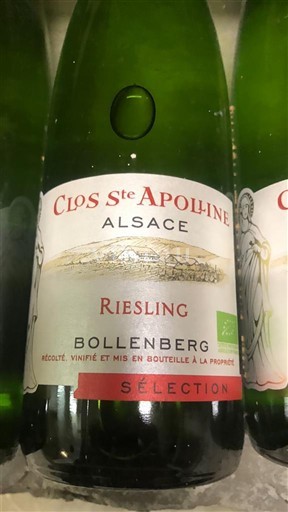 CLOS Ste APOLLINE
ALSACE
RIESLING
BOLLENBERG
RÉCOLTÉ, VINIFIÉ ET MIS EN BOUTEILLE À LA PROPRIÉTÉ
SÉLECTION